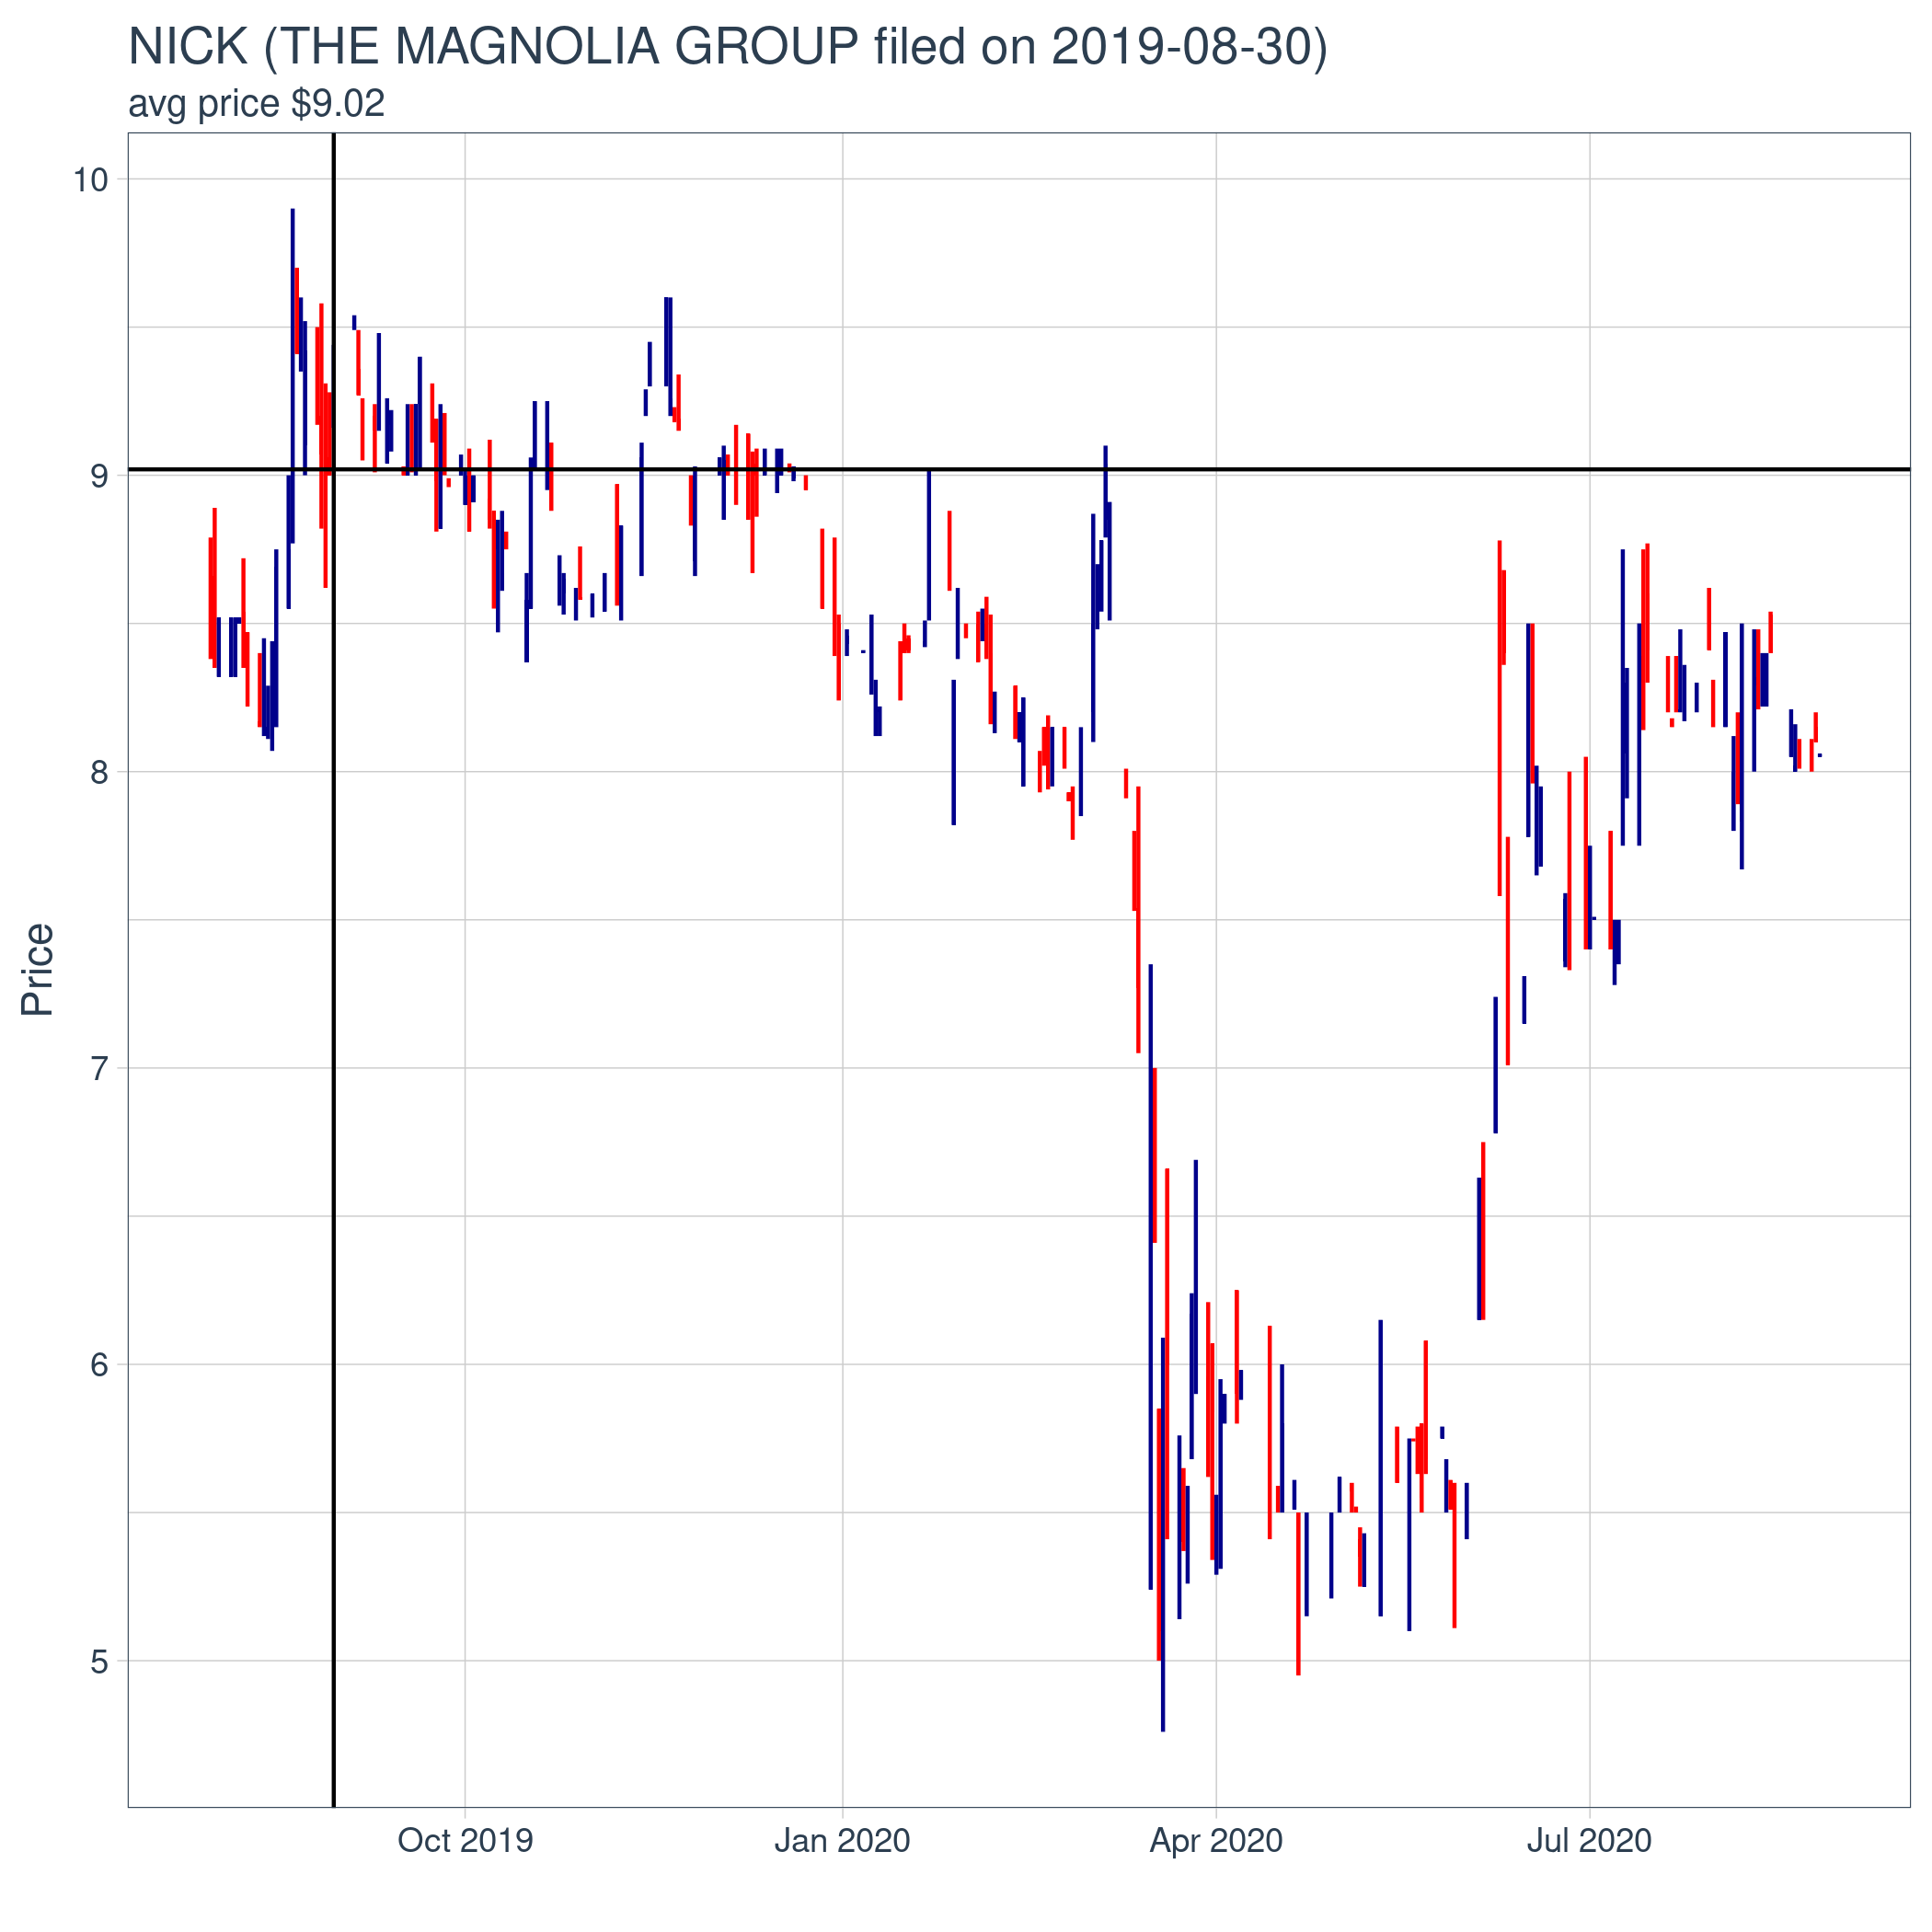 NICK (THE MAGNOLIA GROUP filed on 2019-08-30)
avg price $9.02
10
9
8
7
6
5
Price
Oct 2019
Jan 2020
Apr 2020
Jul 2020